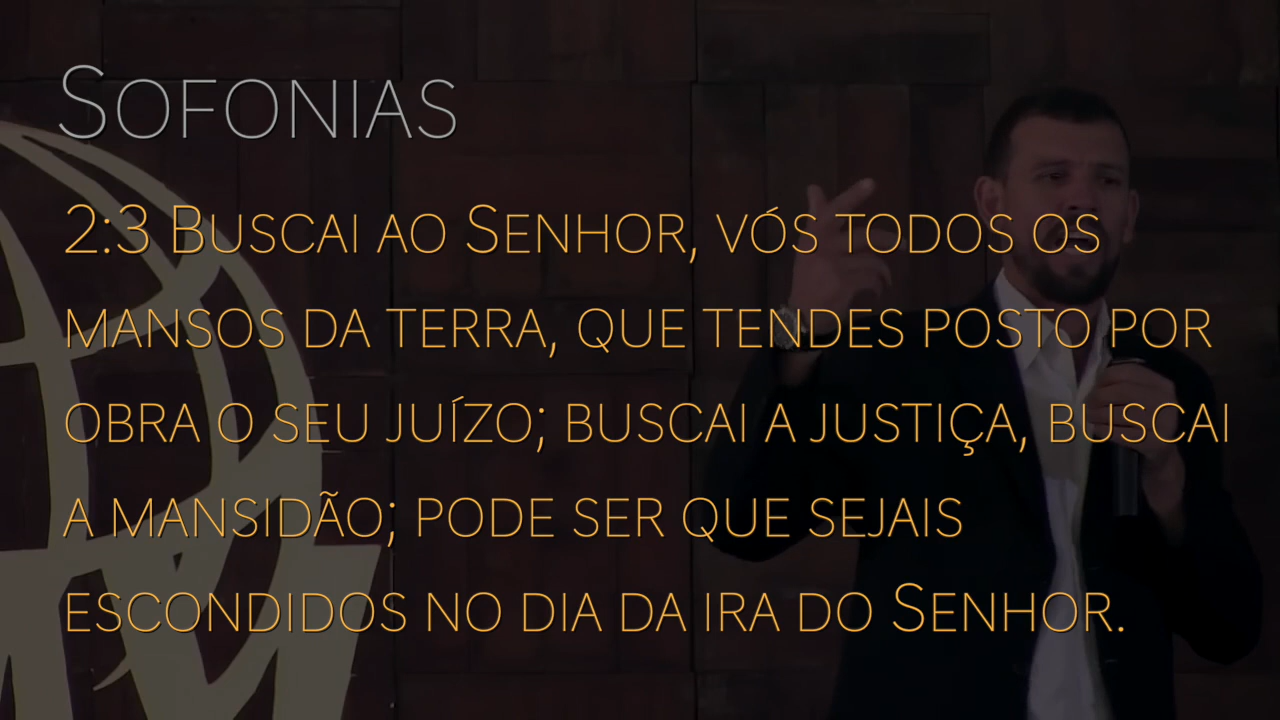 Sofonias
2:3 Buscai ao Senhor, vós todos os
mansos da terra, que tendes posto por
obra o seu juízo; buscai a justiça, buscai
a mansidão; pode ser que sejais
escondidos no dia da ira do Senhor.